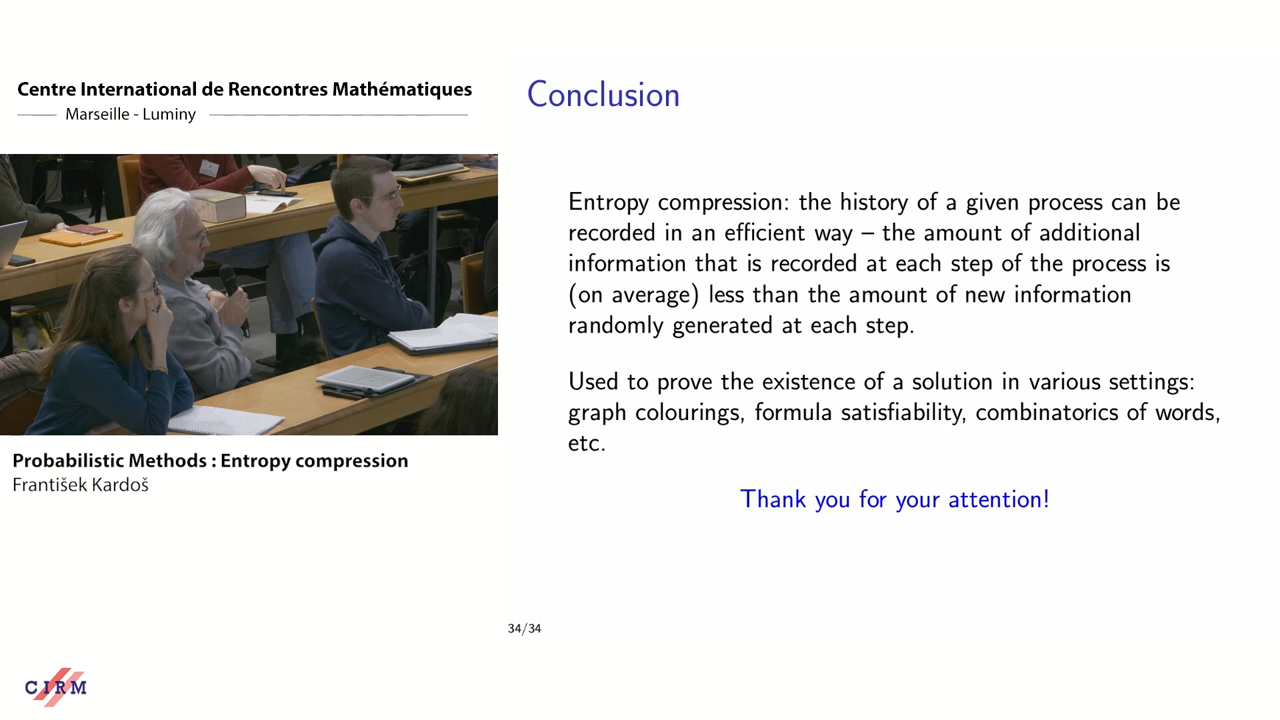 Centre International de Rencontres Mathématiques
Marseille - Luminy
Probabilistic Methods : Entropy compression
František Kardoš
CIRM
Conclusion
Entropy compression: the history of a given process can be
recorded in an efficient way – the amount of additional
information that is recorded at each step of the process is
(on average) less than the amount of new information
randomly generated at each step.
Used to prove the existence of a solution in various settings:
graph colourings, formula satisfiability, combinatorics of words,
etc.
Thank you for your attention!
34/34